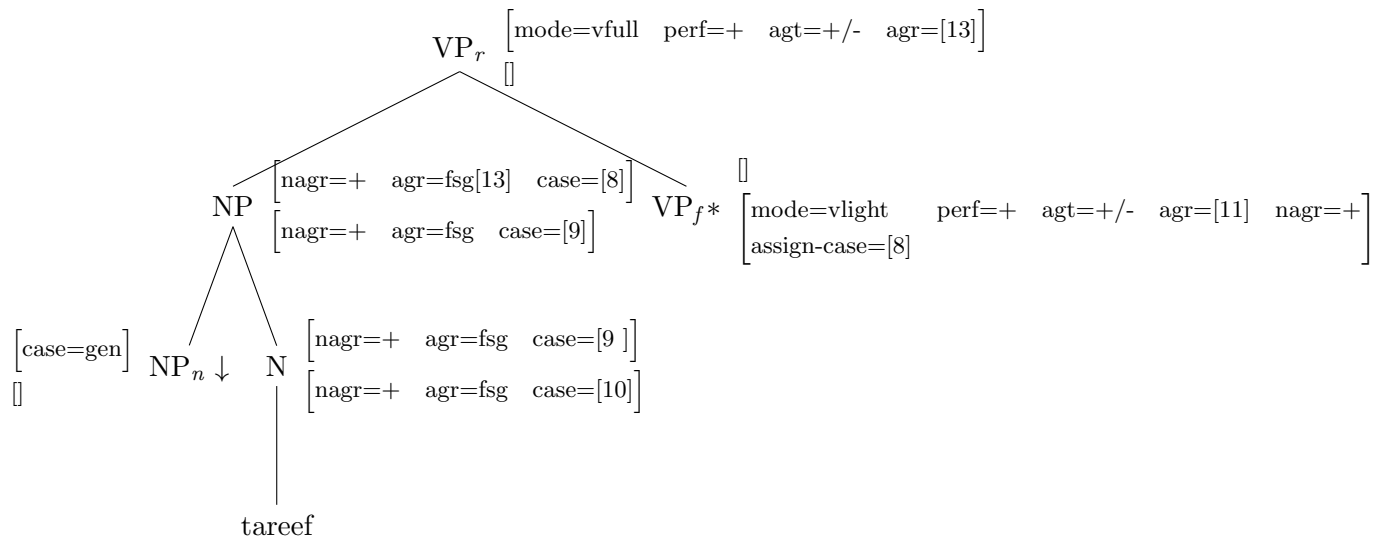 VP_r [mode=vfull perf=+ agt=+/- agr=[13]]
[]
NP [nagr=+ agr=fsg[13] case=[8]]
[nagr=+ agr=fsg case=[9]]
[]
VP_f* [mode=vlight perf=+ agt=+/- agr=[11] nagr=+
assign-case=[8]]
[case=gen] NP_n ↓
[]
N [nagr=+ agr=fsg case=[9 ]]
[nagr=+ agr=fsg case=[10]]
tareef